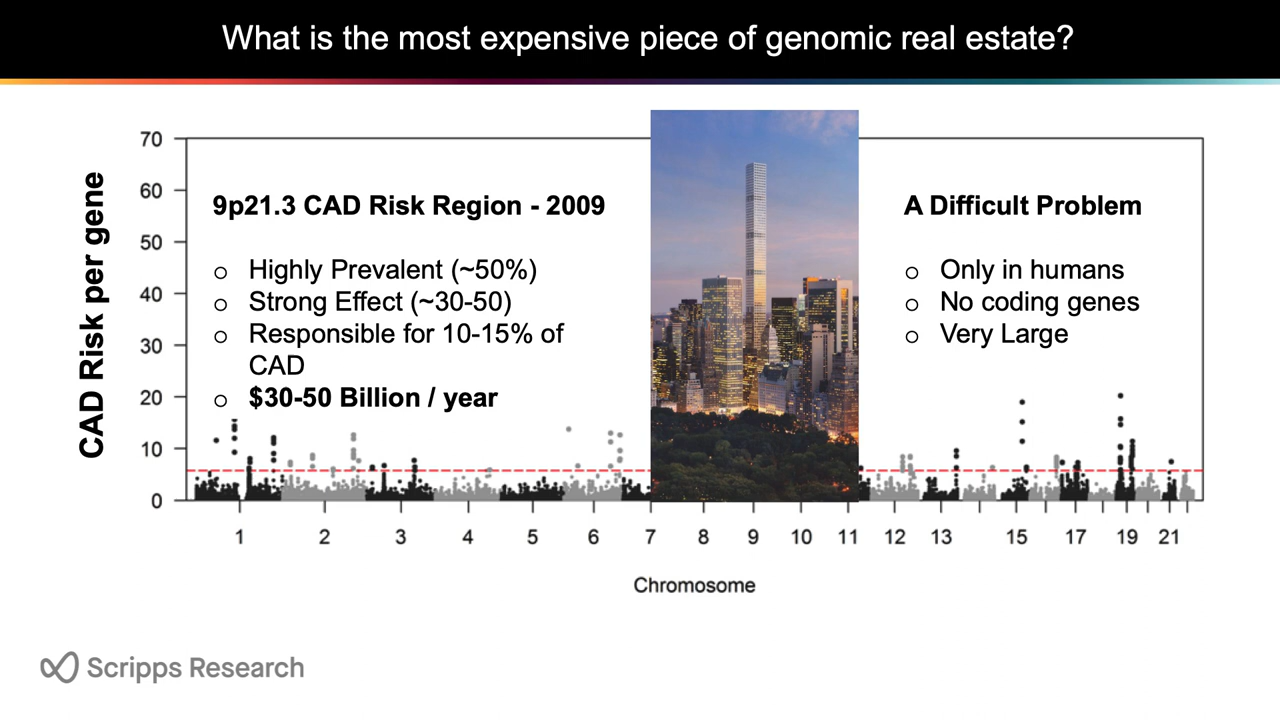 What is the most expensive piece of genomic real estate?
CAD Risk per gene
70
60
50
40
30
20
10
0
9p21.3 CAD Risk Region - 2009
o Highly Prevalent (~50%)
o Strong Effect (~30-50)
o Responsible for 10-15% of
CAD
o $30-50 Billion / year
A Difficult Problem
o Only in humans
o No coding genes
o Very Large
1 2 3 4 5 6 7 8 9 10 11 12 13 15 17 19 21
Chromosome
Scripps Research